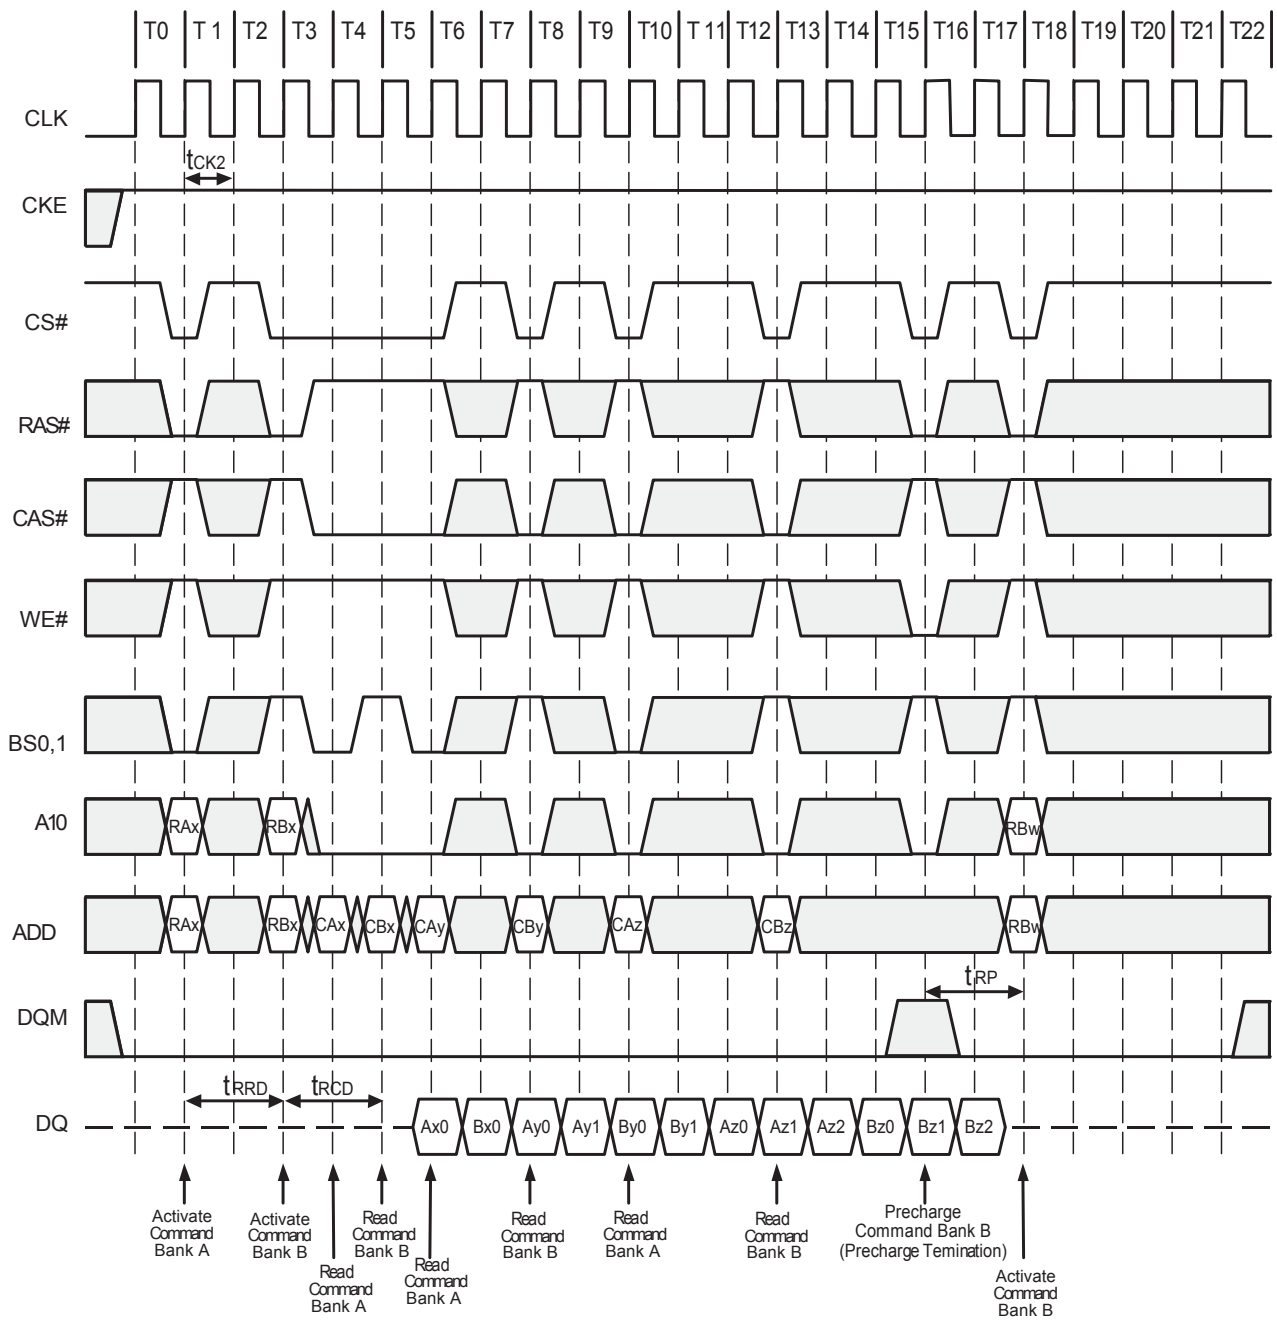 T0 T 1 T2 T3 T4 T5 T6 T7 T8 T9 T10 T 11 T12 T13 T14 T15 T16 T17 T18 T19 T20 T21 T22
CLK
tCK2
CKE
CS#
RAS#
CAS#
WE#
BS0,1
A10
RAx RBx RBw
ADD
RAx RBx CAx CBx CAy CBy CAz CBz RBw
tRP
DQM
tRRD tRCD
DQ
Ax0 Bx0 Ay0 Ay1 By0 By1 Az0 Az1 Az2 Bz0 Bz1 Bz2
Activate
Command
Bank A
Activate
Command
Bank B
Read
Command
Bank A
Read
Command
Bank B
Read
Command
Bank A
Read
Command
Bank B
Read
Command
Bank A
Read
Command
Bank B
Precharge
Command Bank B
(Precharge Temination)
Activate
Command
Bank B